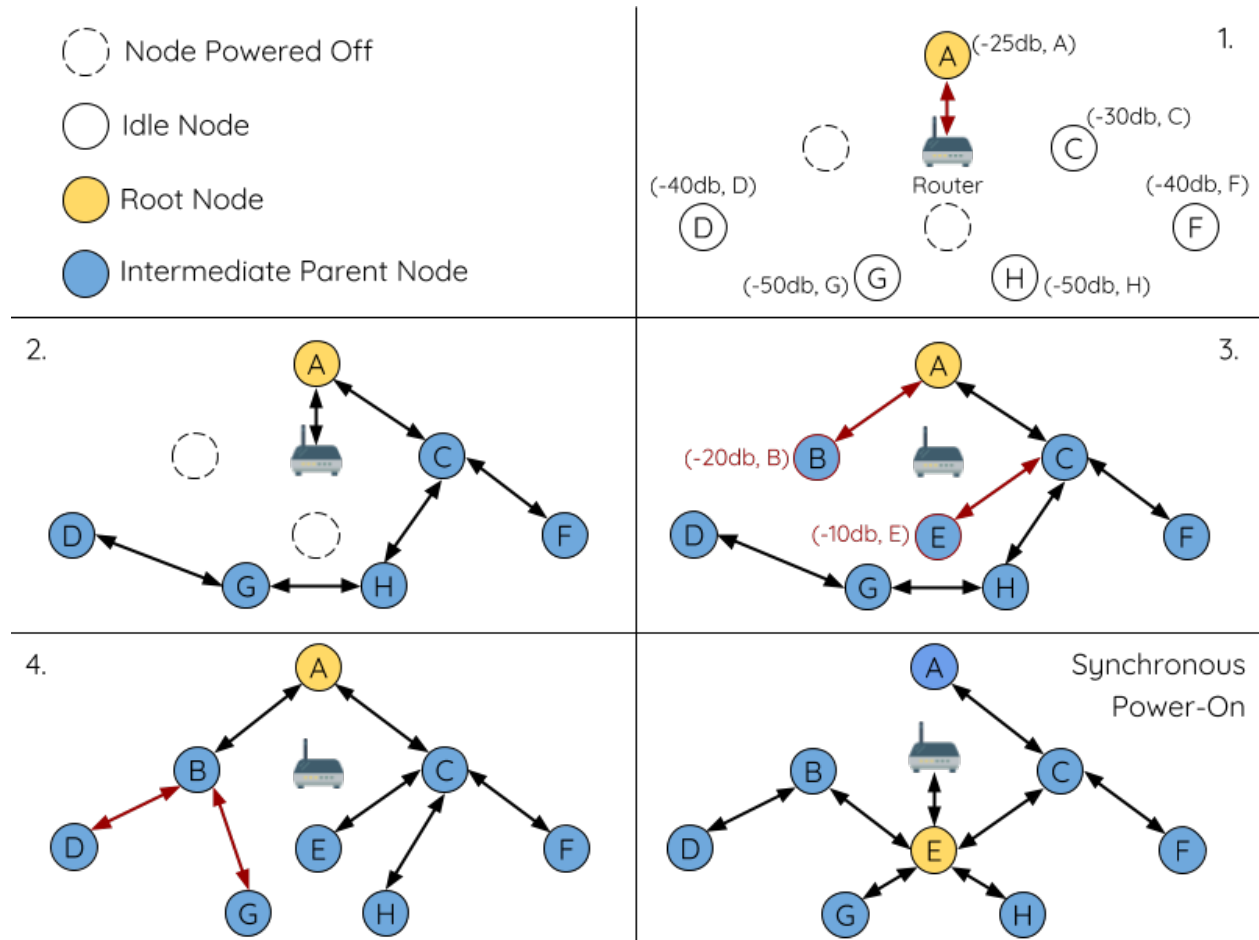 Node Powered Off
Idle Node
Root Node
Intermediate Parent Node
1.
A
(-25db, A)
(-30db, C)
C
Router
(-40db, D)
D
(-40db, F)
F
(-50db, G)
G
H
(-50db, H)
2.
A
C
D
F
G
H
3.
A
(-20db, B)
B
C
D
(-10db, E)
E
F
G
H
4.
A
B
C
D
E
F
G
H
Synchronous
Power-On
A
B
C
D
E
F
G
H